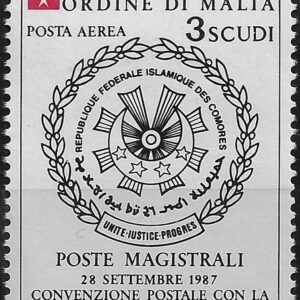 ORDINE DI MALTA
POSTA AEREA 3 SCUDI
REPUBLIQUE FEDERALE ISLAMIQUE DES COMORES
UNITE-JUSTICE-PROGRES
POSTE MAGISTRALI
28 SETTEMBRE 1987
CONVENZIONE POSTALE CON LA